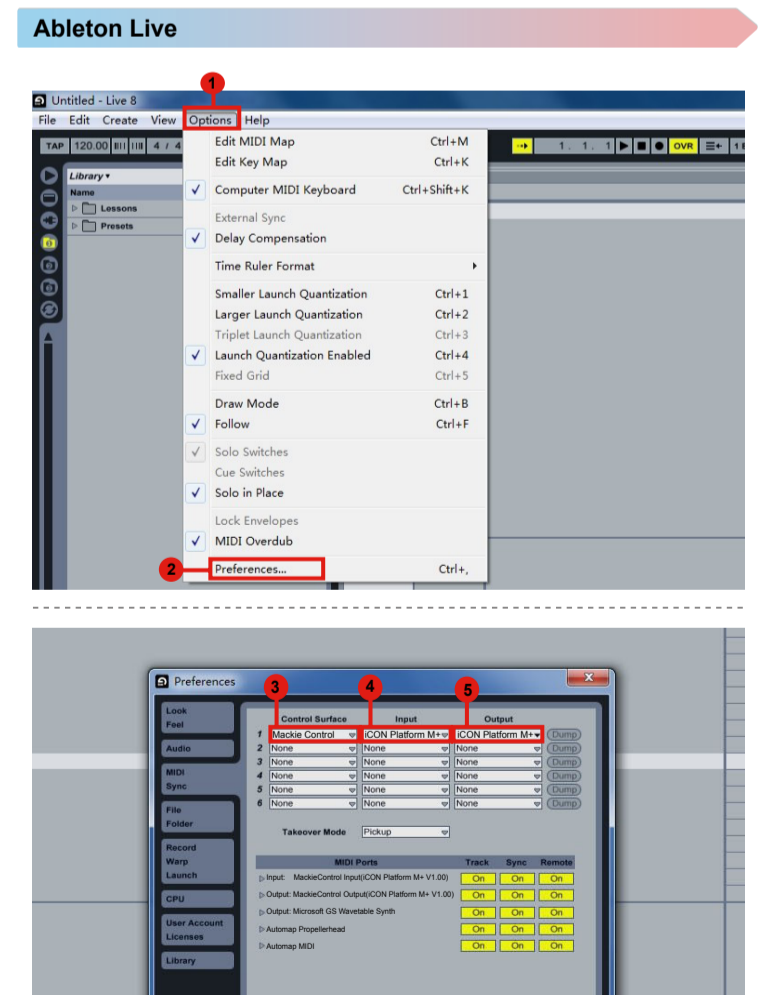 Ableton Live
1
Untitled - Live 8
File Edit Create View Options Help
TAP 120.00 4 / 4 1. 1. 1 OVR
Library
Name
Lessons
Presets
Edit MIDI Map Ctrl+M
Edit Key Map Ctrl+K
Computer MIDI Keyboard Ctrl+Shift+K
External Sync
Delay Compensation
Time Ruler Format
Smaller Launch Quantization Ctrl+1
Larger Launch Quantization Ctrl+2
Triplet Launch Quantization Ctrl+3
Launch Quantization Enabled Ctrl+4
Fixed Grid Ctrl+5
Draw Mode Ctrl+B
Follow Ctrl+F
Solo Switches
Cue Switches
Solo in Place
Lock Envelopes
MIDI Overdub
2 Preferences... Ctrl+,
Preferences
3 4 5
Look
Feel
Audio
MIDI
Sync
File
Folder
Record
Warp
Launch
CPU
User Account
Licenses
Library
Control Surface Input Output
1 Mackie Control iCON Platform M+ iCON Platform M+ Dump
2 None None None Dump
3 None None None Dump
4 None None None Dump
5 None None None Dump
6 None None None Dump
Takeover Mode Pickup
MIDI Ports Track Sync Remote
Input: MackieControl Input(iCON Platform M+ V1.00) On On On
Output: MackieControl Output(iCON Platform M+ V1.00) On On On
Output: Microsoft GS Wavetable Synth On On On
Automap Propellerhead On On On
Automap MIDI On On On